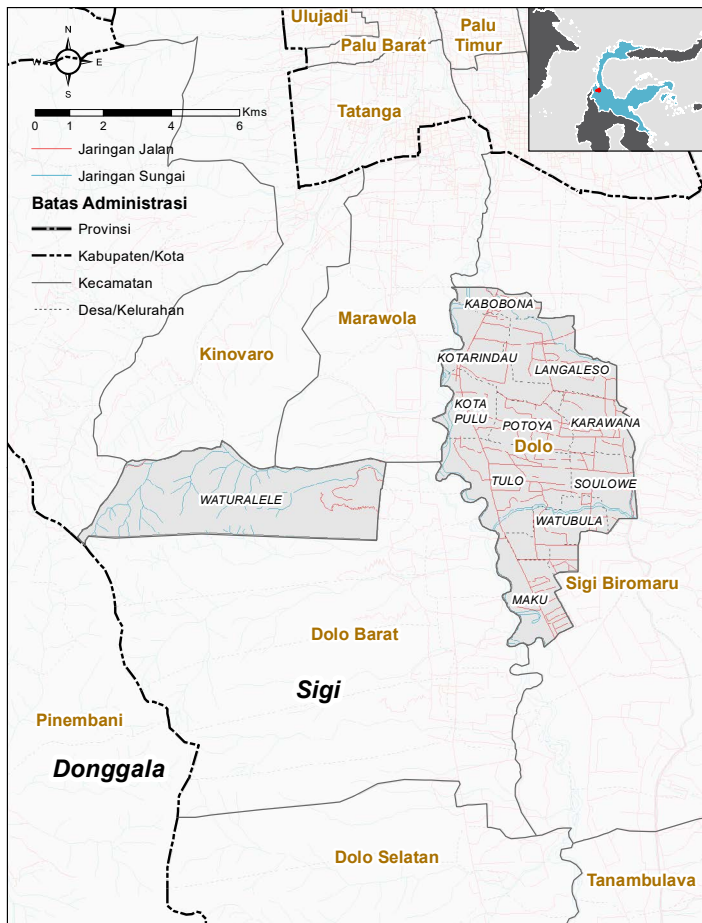 Ulujadi
Palu Barat
Palu
Timur
Tatanga
N
W E
S
Kms
0 1 2 4 6
Jaringan Jalan
Jaringan Sungai
Batas Administrasi
Provinsi
Kabupaten/Kota
Kecamatan
Desa/Kelurahan
KABOBONA
Marawola
Kinovaro
KOTARINDAU
LANGALESO
KOTA
PULU
POTOYA
KARAWANA
Dolo
TULO
SOULOWE
WATURALELE
WATUBULA
Sigi Biromaru
MAKU
Dolo Barat
Sigi
Pinembani
Donggala
Dolo Selatan
Tanambulava